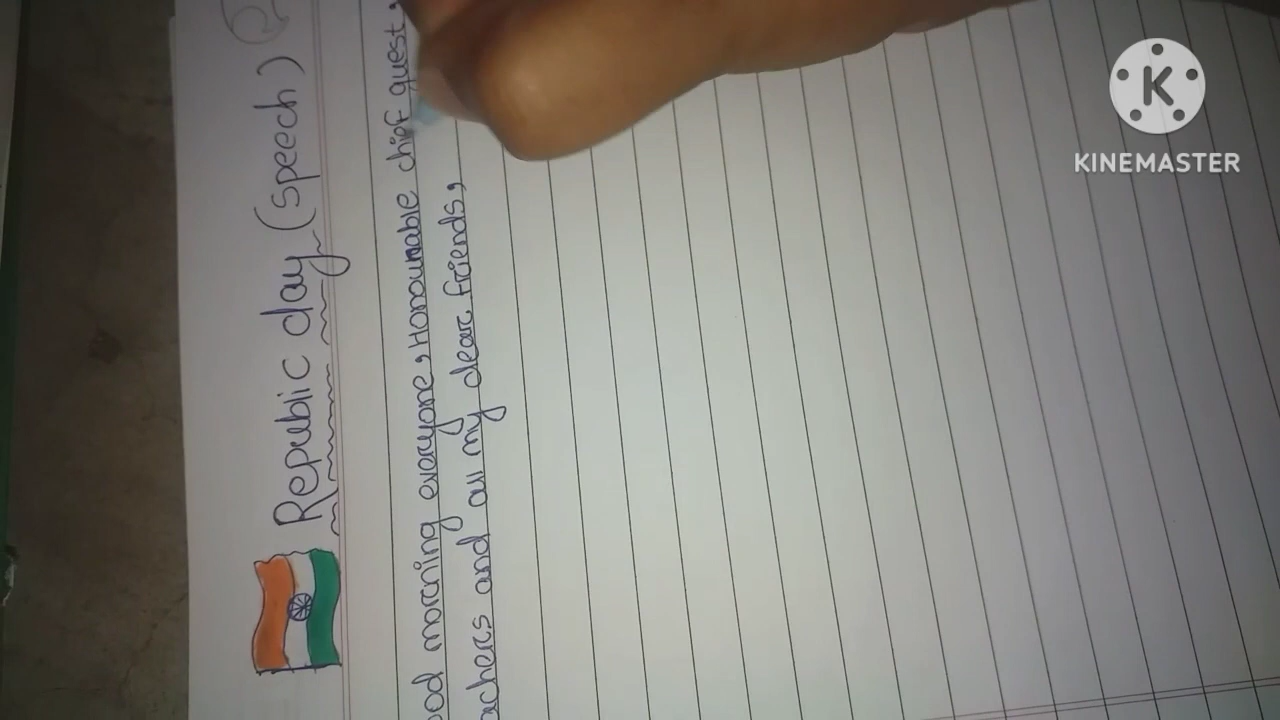 Republic day (speech)
ood morning everyone, Honourable chief guest,
achers and all my dear friends,
KINEMASTER